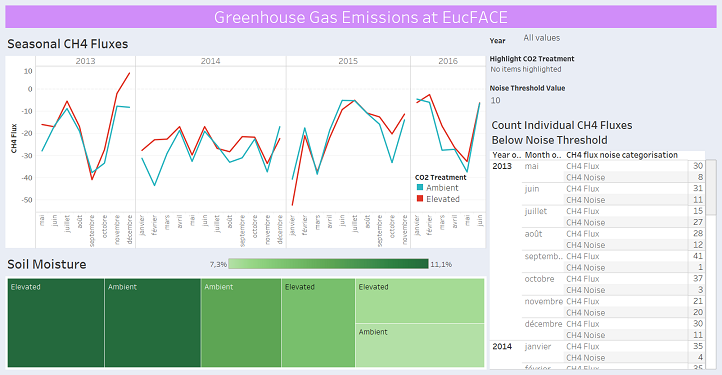 Greenhouse Gas Emissions at EucFACE
Seasonal CH4 Fluxes
2013 2014 2015 2016
CH4 Flux
10
0
-10
-20
-30
-40
-50
mai juin juillet août septembre octobre novembre décembre
janvier février mars avril mai juin juillet août septembre octobre novembre décembre
janvier février mars avril mai juin juillet août septembre octobre novembre
janvier février mars avril mai juin
CO2 Treatment
Ambient
Elevated
Soil Moisture
7,3% 11,1%
Elevated Ambient Ambient Elevated Elevated
Ambient
Year All values
Highlight CO2 Treatment
No items highlighted
Noise Threshold Value
10
Count Individual CH4 Fluxes
Below Noise Threshold
Year o.. Month o.. CH4 flux noise categorisation
2013 mai CH4 Flux 30
CH4 Noise 8
juin CH4 Flux 31
CH4 Noise 11
juillet CH4 Flux 15
CH4 Noise 27
août CH4 Flux 28
CH4 Noise 12
septemb.. CH4 Flux 41
CH4 Noise 1
octobre CH4 Flux 37
CH4 Noise 3
novembre CH4 Flux 21
CH4 Noise 20
décembre CH4 Flux 30
CH4 Noise 11
2014 janvier CH4 Flux 35
CH4 Noise 4
février CH4 Flux 35